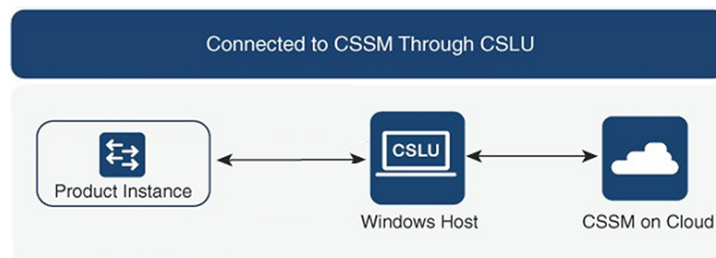 Connected to CSSM Through CSLU
CSLU
Product Instance
Windows Host
CSSM on Cloud